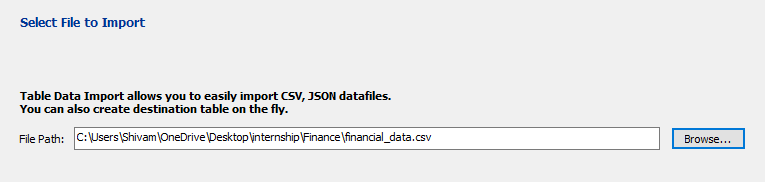 Select File to Import
Table Data Import allows you to easily import CSV, JSON datafiles.
You can also create destination table on the fly.
File Path: C:\Users\Shivam\OneDrive\Desktop\internship\Finance\financial_data.csv Browse...